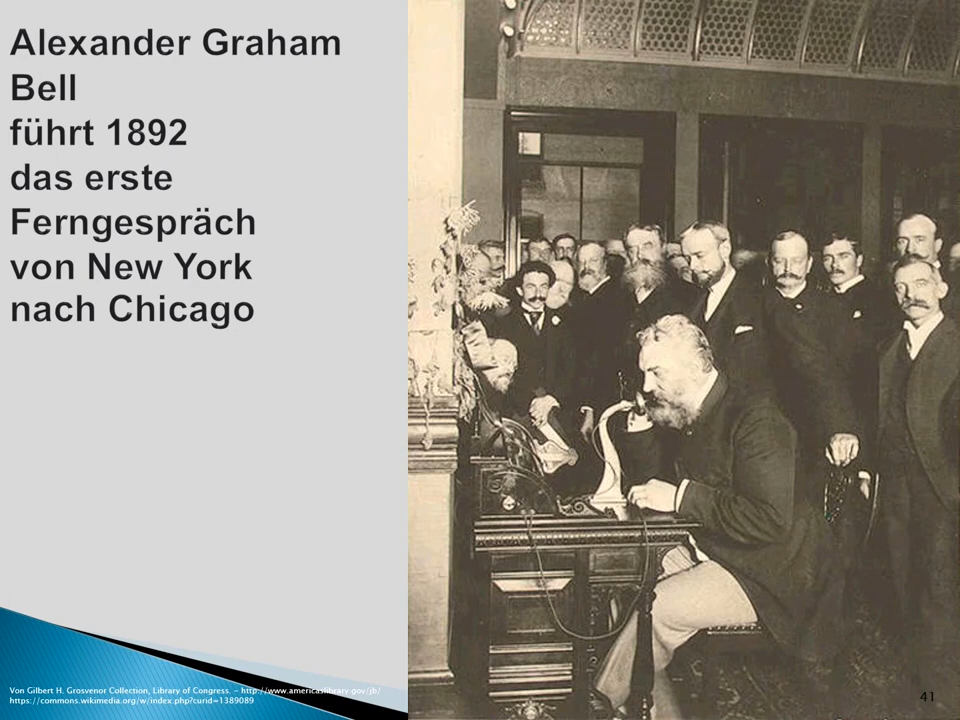 Alexander Graham
Bell
führt 1892
das erste
Ferngespräch
von New York
nach Chicago
Von Gilbert H. Grosvenor Collection, Library of Congress. - http://www.americaslibrary.gov/jb/
https://commons.wikimedia.org/w/index.php?curid=1389089
41